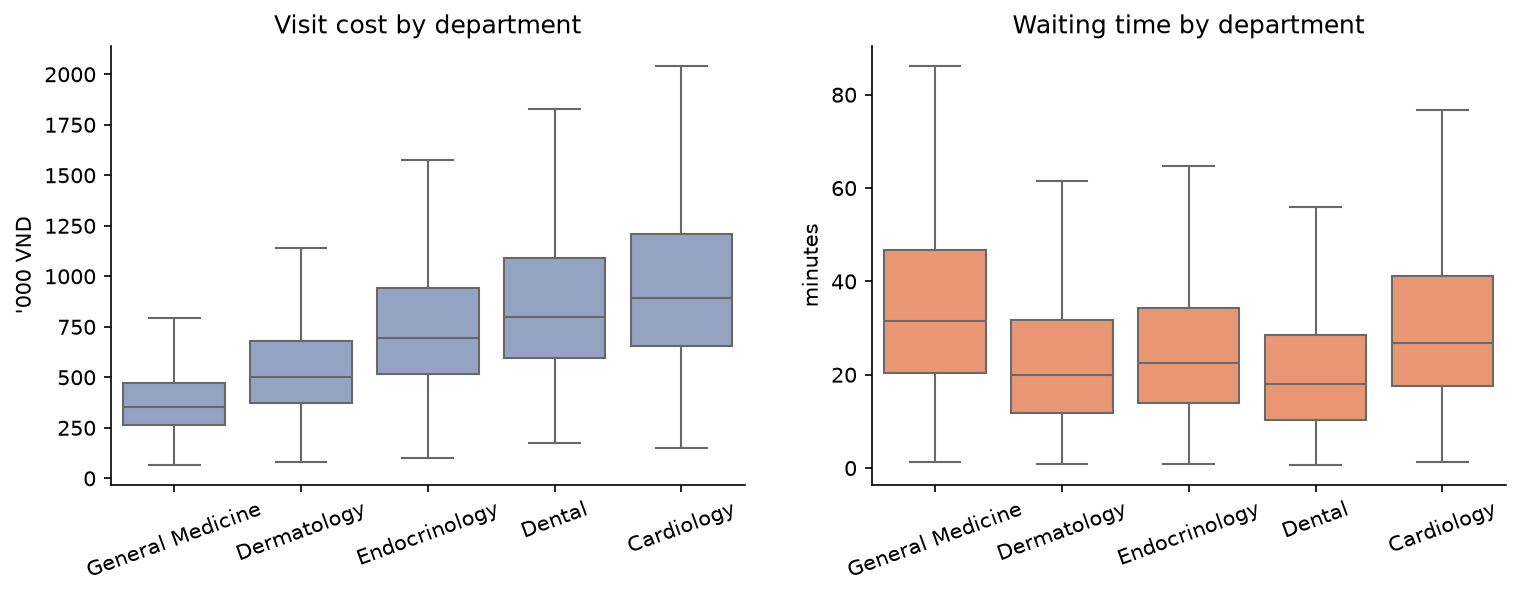 Visit cost by department
'000 VND
2000
1750
1500
1250
1000
750
500
250
0
General Medicine
Dermatology
Endocrinology
Dental
Cardiology
Waiting time by department
minutes
80
60
40
20
0
General Medicine
Dermatology
Endocrinology
Dental
Cardiology